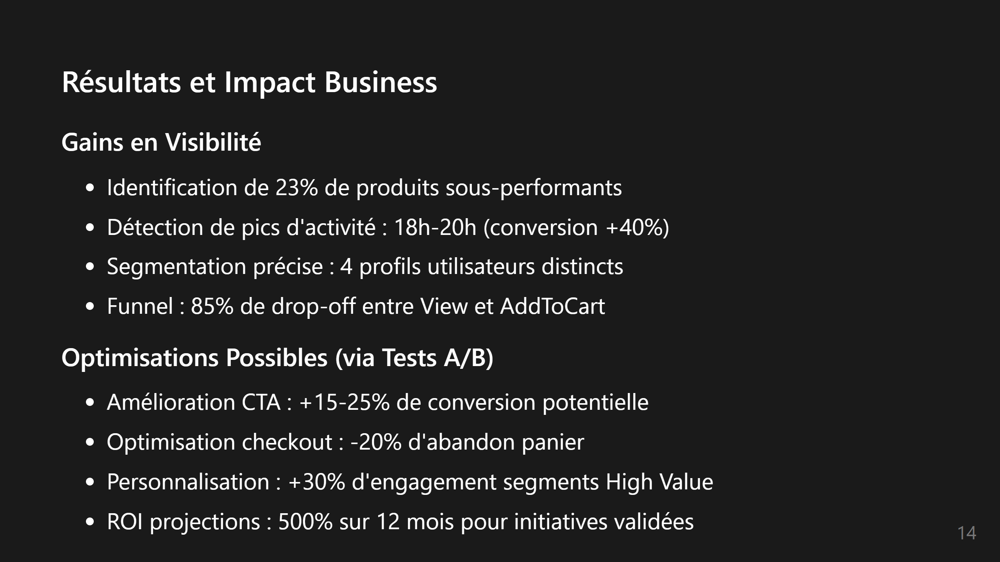 Résultats et Impact Business
Gains en Visibilité
• Identification de 23% de produits sous-performants
• Détection de pics d'activité : 18h-20h (conversion +40%)
• Segmentation précise : 4 profils utilisateurs distincts
• Funnel : 85% de drop-off entre View et AddToCart
Optimisations Possibles (via Tests A/B)
• Amélioration CTA : +15-25% de conversion potentielle
• Optimisation checkout : -20% d'abandon panier
• Personnalisation : +30% d'engagement segments High Value
• ROI projections : 500% sur 12 mois pour initiatives validées
14